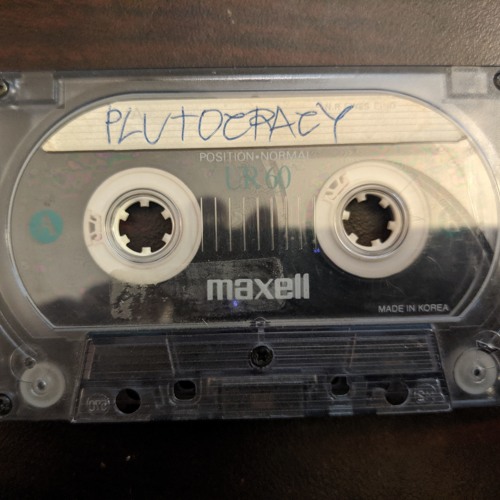 PLUTOCRACY
POSITION•NORMAL
UR 60
maxell
MADE IN KOREA